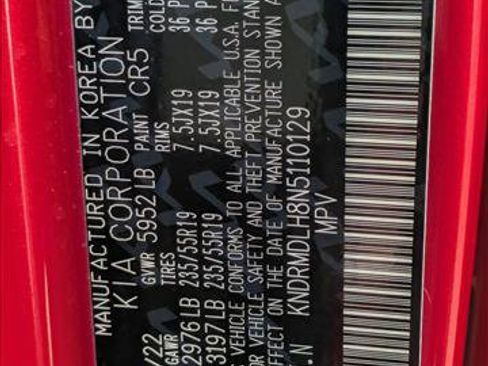 MANUFACTURED IN KOREA BY
KIA CORPORATION
/22 GVWR 5952 LB PAINT CR5 TRIM
GAWR TIRES RIMS COLD
2976 LB 235/55R19 7.5JX19 36 P
3197 LB 235/55R19 7.5JX19 36 P
VEHICLE CONFORMS TO ALL APPLICABLE U.S.A. F
VEHICLE SAFETY AND THEFT PREVENTION STAN
EFFECT ON THE DATE OF MANUFACTURE SHOWN A
KNDRMDLH8N5110129
.N MPV